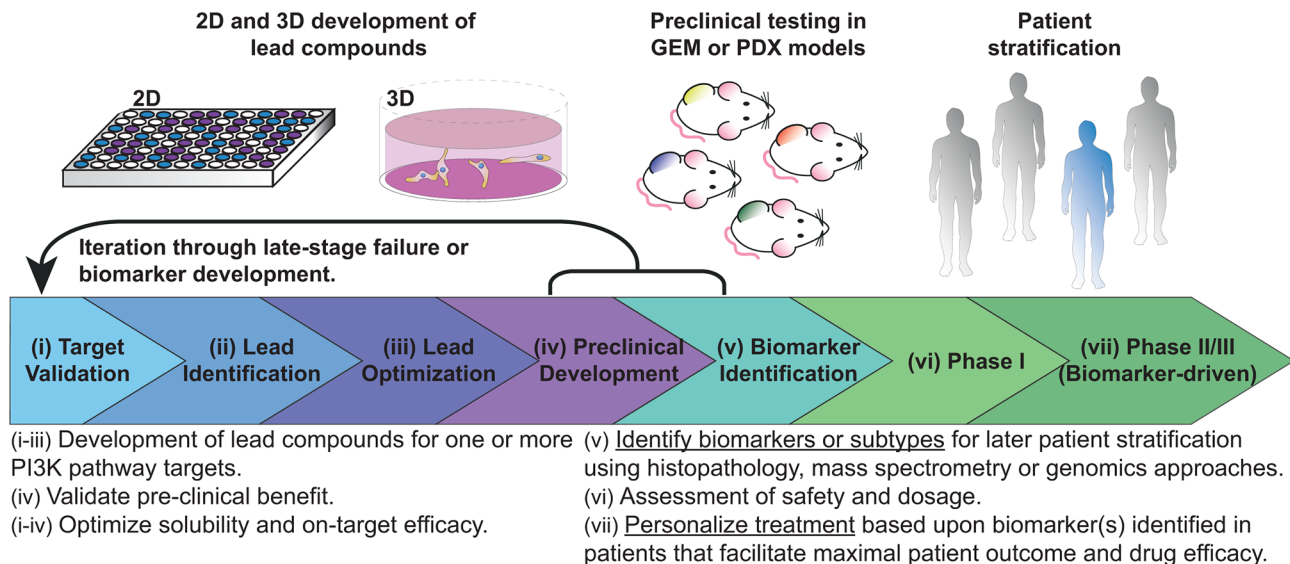 2D and 3D development of
lead compounds
Preclinical testing in
GEM or PDX models
Patient
stratification
2D
3D
Iteration through late-stage failure or
biomarker development.
(i) Target
Validation
(ii) Lead
Identification
(iii) Lead
Optimization
(iv) Preclinical
Development
(v) Biomarker
Identification
(vi) Phase I
(vii) Phase II/III
(Biomarker-driven)
(i-iii) Development of lead compounds for one or more
PI3K pathway targets.
(iv) Validate pre-clinical benefit.
(i-iv) Optimize solubility and on-target efficacy.
(v) Identify biomarkers or subtypes for later patient stratification
using histopathology, mass spectrometry or genomics approaches.
(vi) Assessment of safety and dosage.
(vii) Personalize treatment based upon biomarker(s) identified in
patients that facilitate maximal patient outcome and drug efficacy.